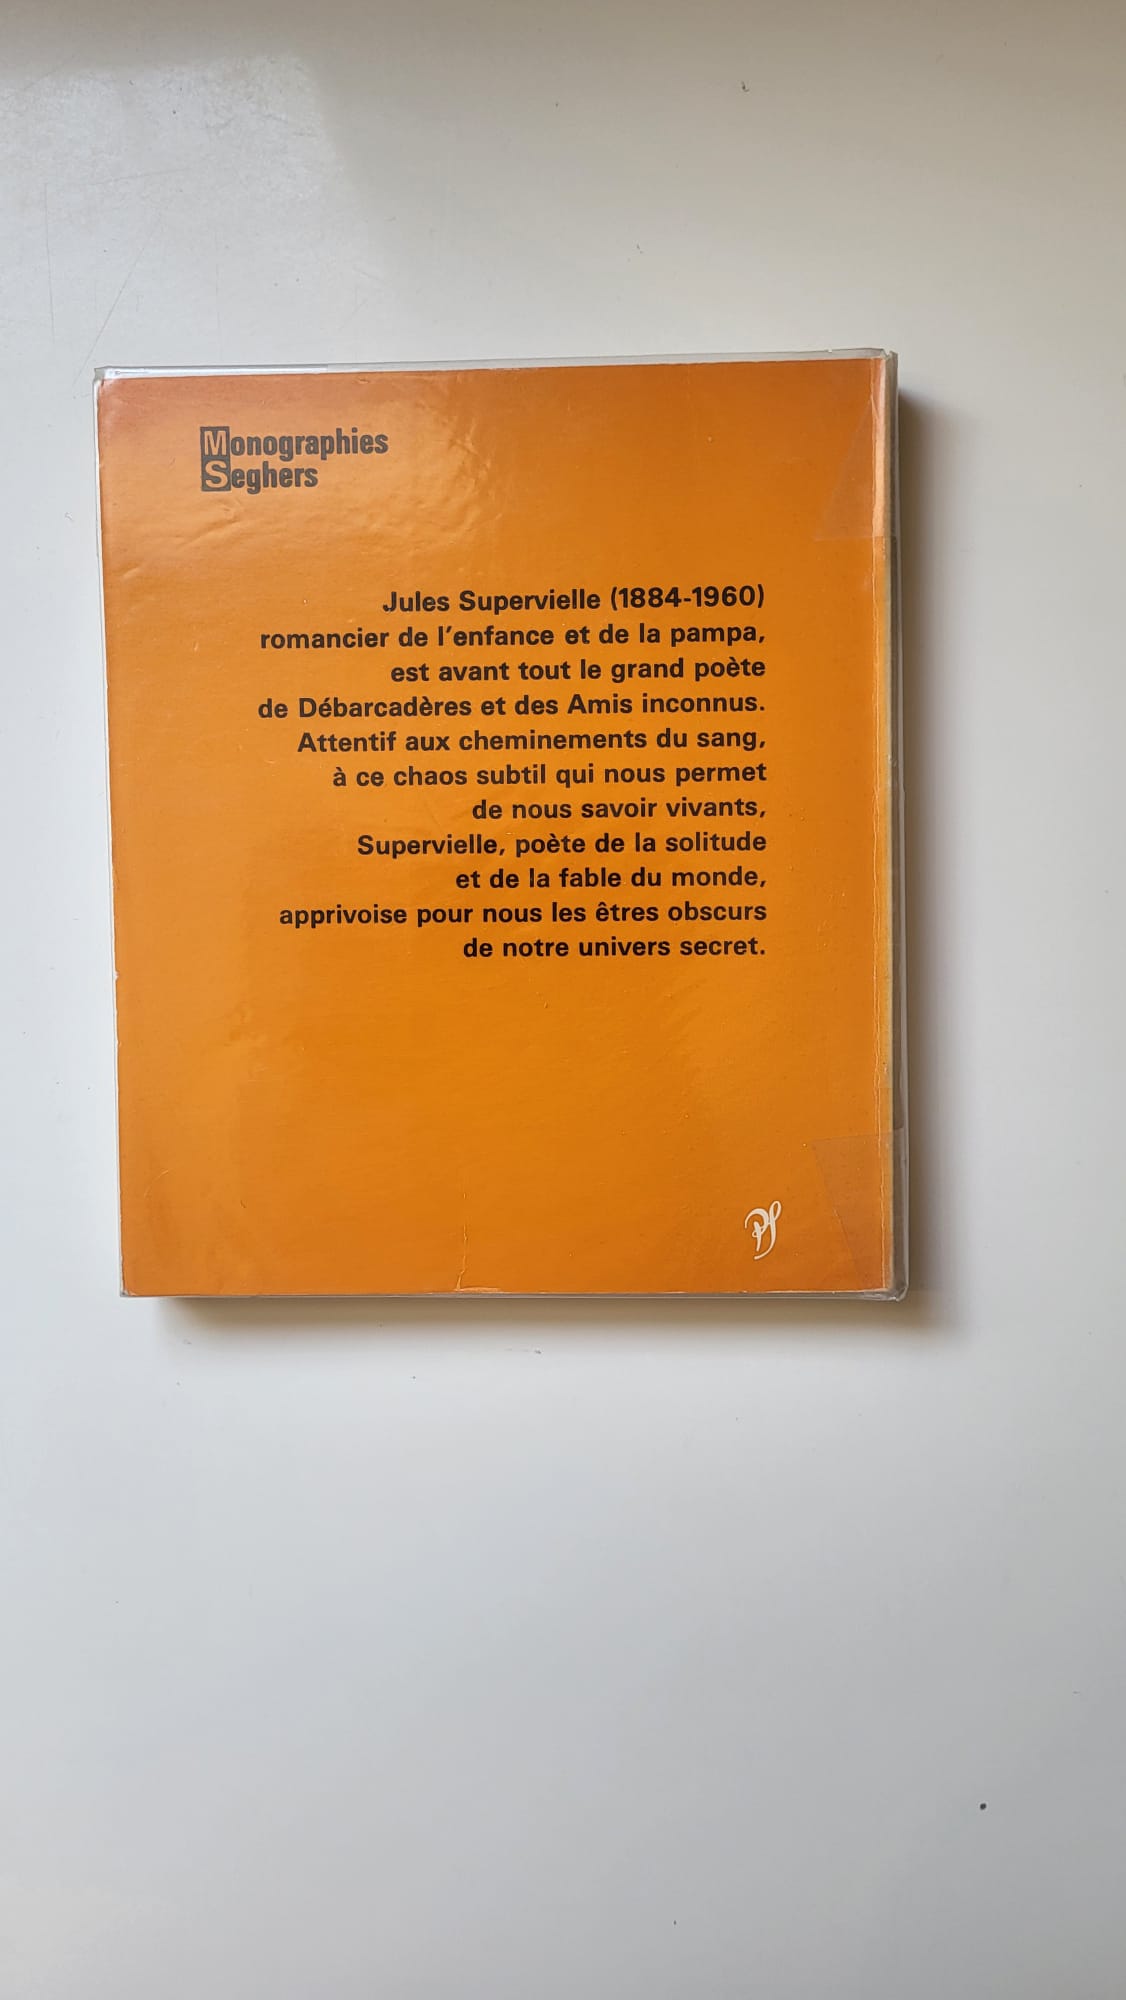 Monographies
Seghers
Jules Supervielle (1884-1960)
romancier de l'enfance et de la pampa,
est avant tout le grand poète
de Débarcadères et des Amis inconnus.
Attentif aux cheminements du sang,
à ce chaos subtil qui nous permet
de nous savoir vivants,
Supervielle, poète de la solitude
et de la fable du monde,
apprivoise pour nous les êtres obscurs
de notre univers secret.
PS